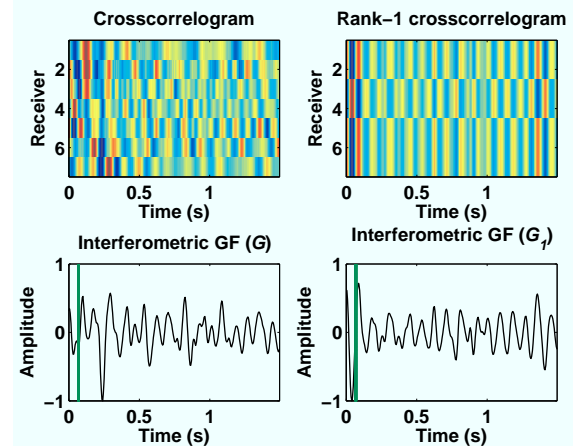 Crosscorrelogram
Rank−1 crosscorrelogram
Receiver
2
4
6
0
0.5
1
Time (s)
Receiver
2
4
6
0
0.5
1
Time (s)
Interferometric GF (G)
Interferometric GF (G1)
Amplitude
1
0
−1
0
0.5
1
Time (s)
Amplitude
1
0
−1
0
0.5
1
Time (s)